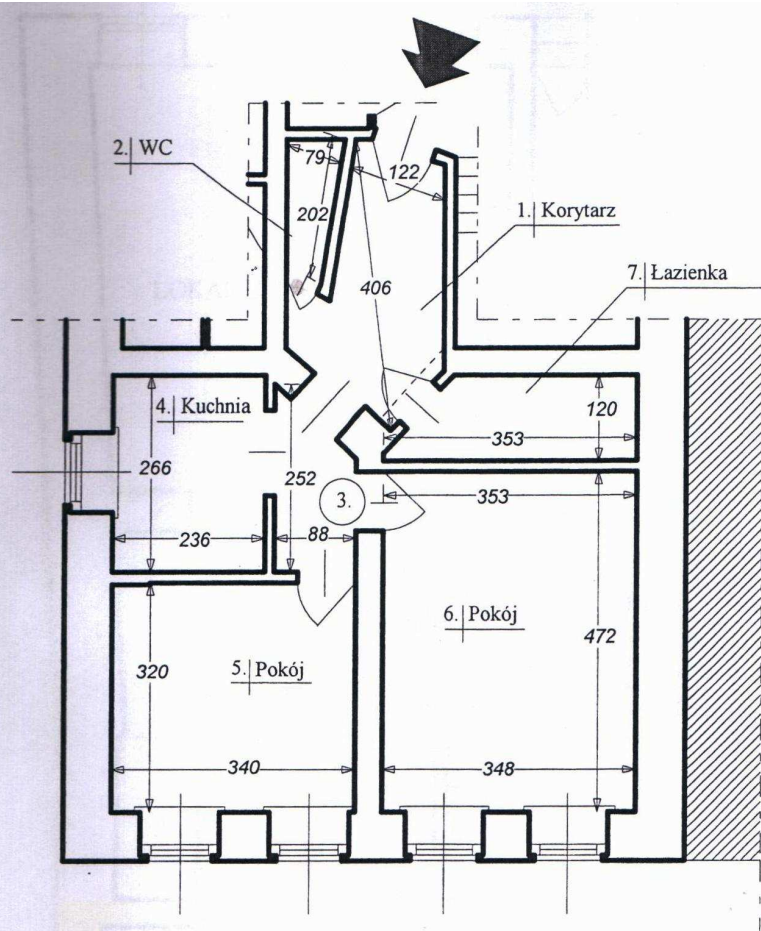 79
122
2. WC
202
1. Korytarz
406
7. Łazienka
4. Kuchnia
120
353
266
252
353
3.
236
88
6. Pokój
472
320
5. Pokój
340
348